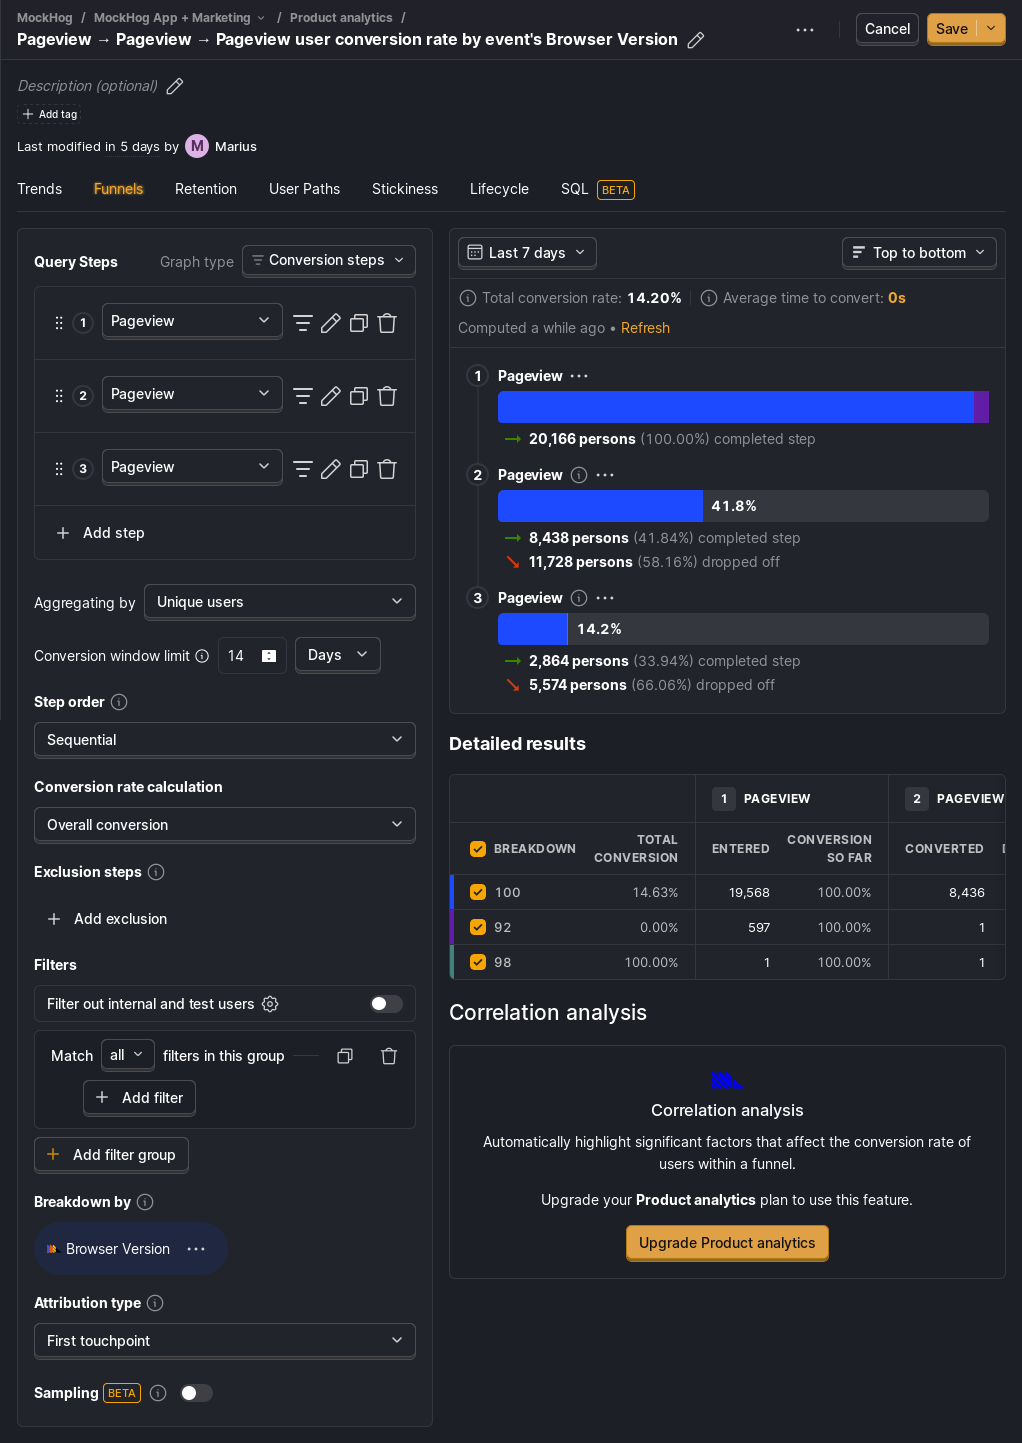 MockHog / MockHog App + Marketing / Product analytics /
Pageview → Pageview → Pageview user conversion rate by event's Browser Version
Cancel
Save
Description (optional)
Add tag
Last modified in 5 days by M Marius
Trends Funnels Retention User Paths Stickiness Lifecycle SQL BETA
Query Steps
Graph type Conversion steps
1 Pageview
2 Pageview
3 Pageview
Add step
Aggregating by Unique users
Conversion window limit 14 Days
Step order
Sequential
Conversion rate calculation
Overall conversion
Exclusion steps
Add exclusion
Filters
Filter out internal and test users
Match all filters in this group
Add filter
Add filter group
Breakdown by
Browser Version
Attribution type
First touchpoint
Sampling BETA
Last 7 days
Top to bottom
Total conversion rate: 14.20% Average time to convert: 0s
Computed a while ago • Refresh
1 Pageview
20,166 persons (100.00%) completed step
2 Pageview
41.8%
8,438 persons (41.84%) completed step
11,728 persons (58.16%) dropped off
3 Pageview
14.2%
2,864 persons (33.94%) completed step
5,574 persons (66.06%) dropped off
Detailed results
1 PAGEVIEW 2 PAGEVIEW
BREAKDOWN TOTAL CONVERSION ENTERED CONVERSION SO FAR CONVERTED
100 14.63% 19,568 100.00% 8,436
92 0.00% 597 100.00% 1
98 100.00% 1 100.00% 1
Correlation analysis
Correlation analysis
Automatically highlight significant factors that affect the conversion rate of
users within a funnel.
Upgrade your Product analytics plan to use this feature.
Upgrade Product analytics